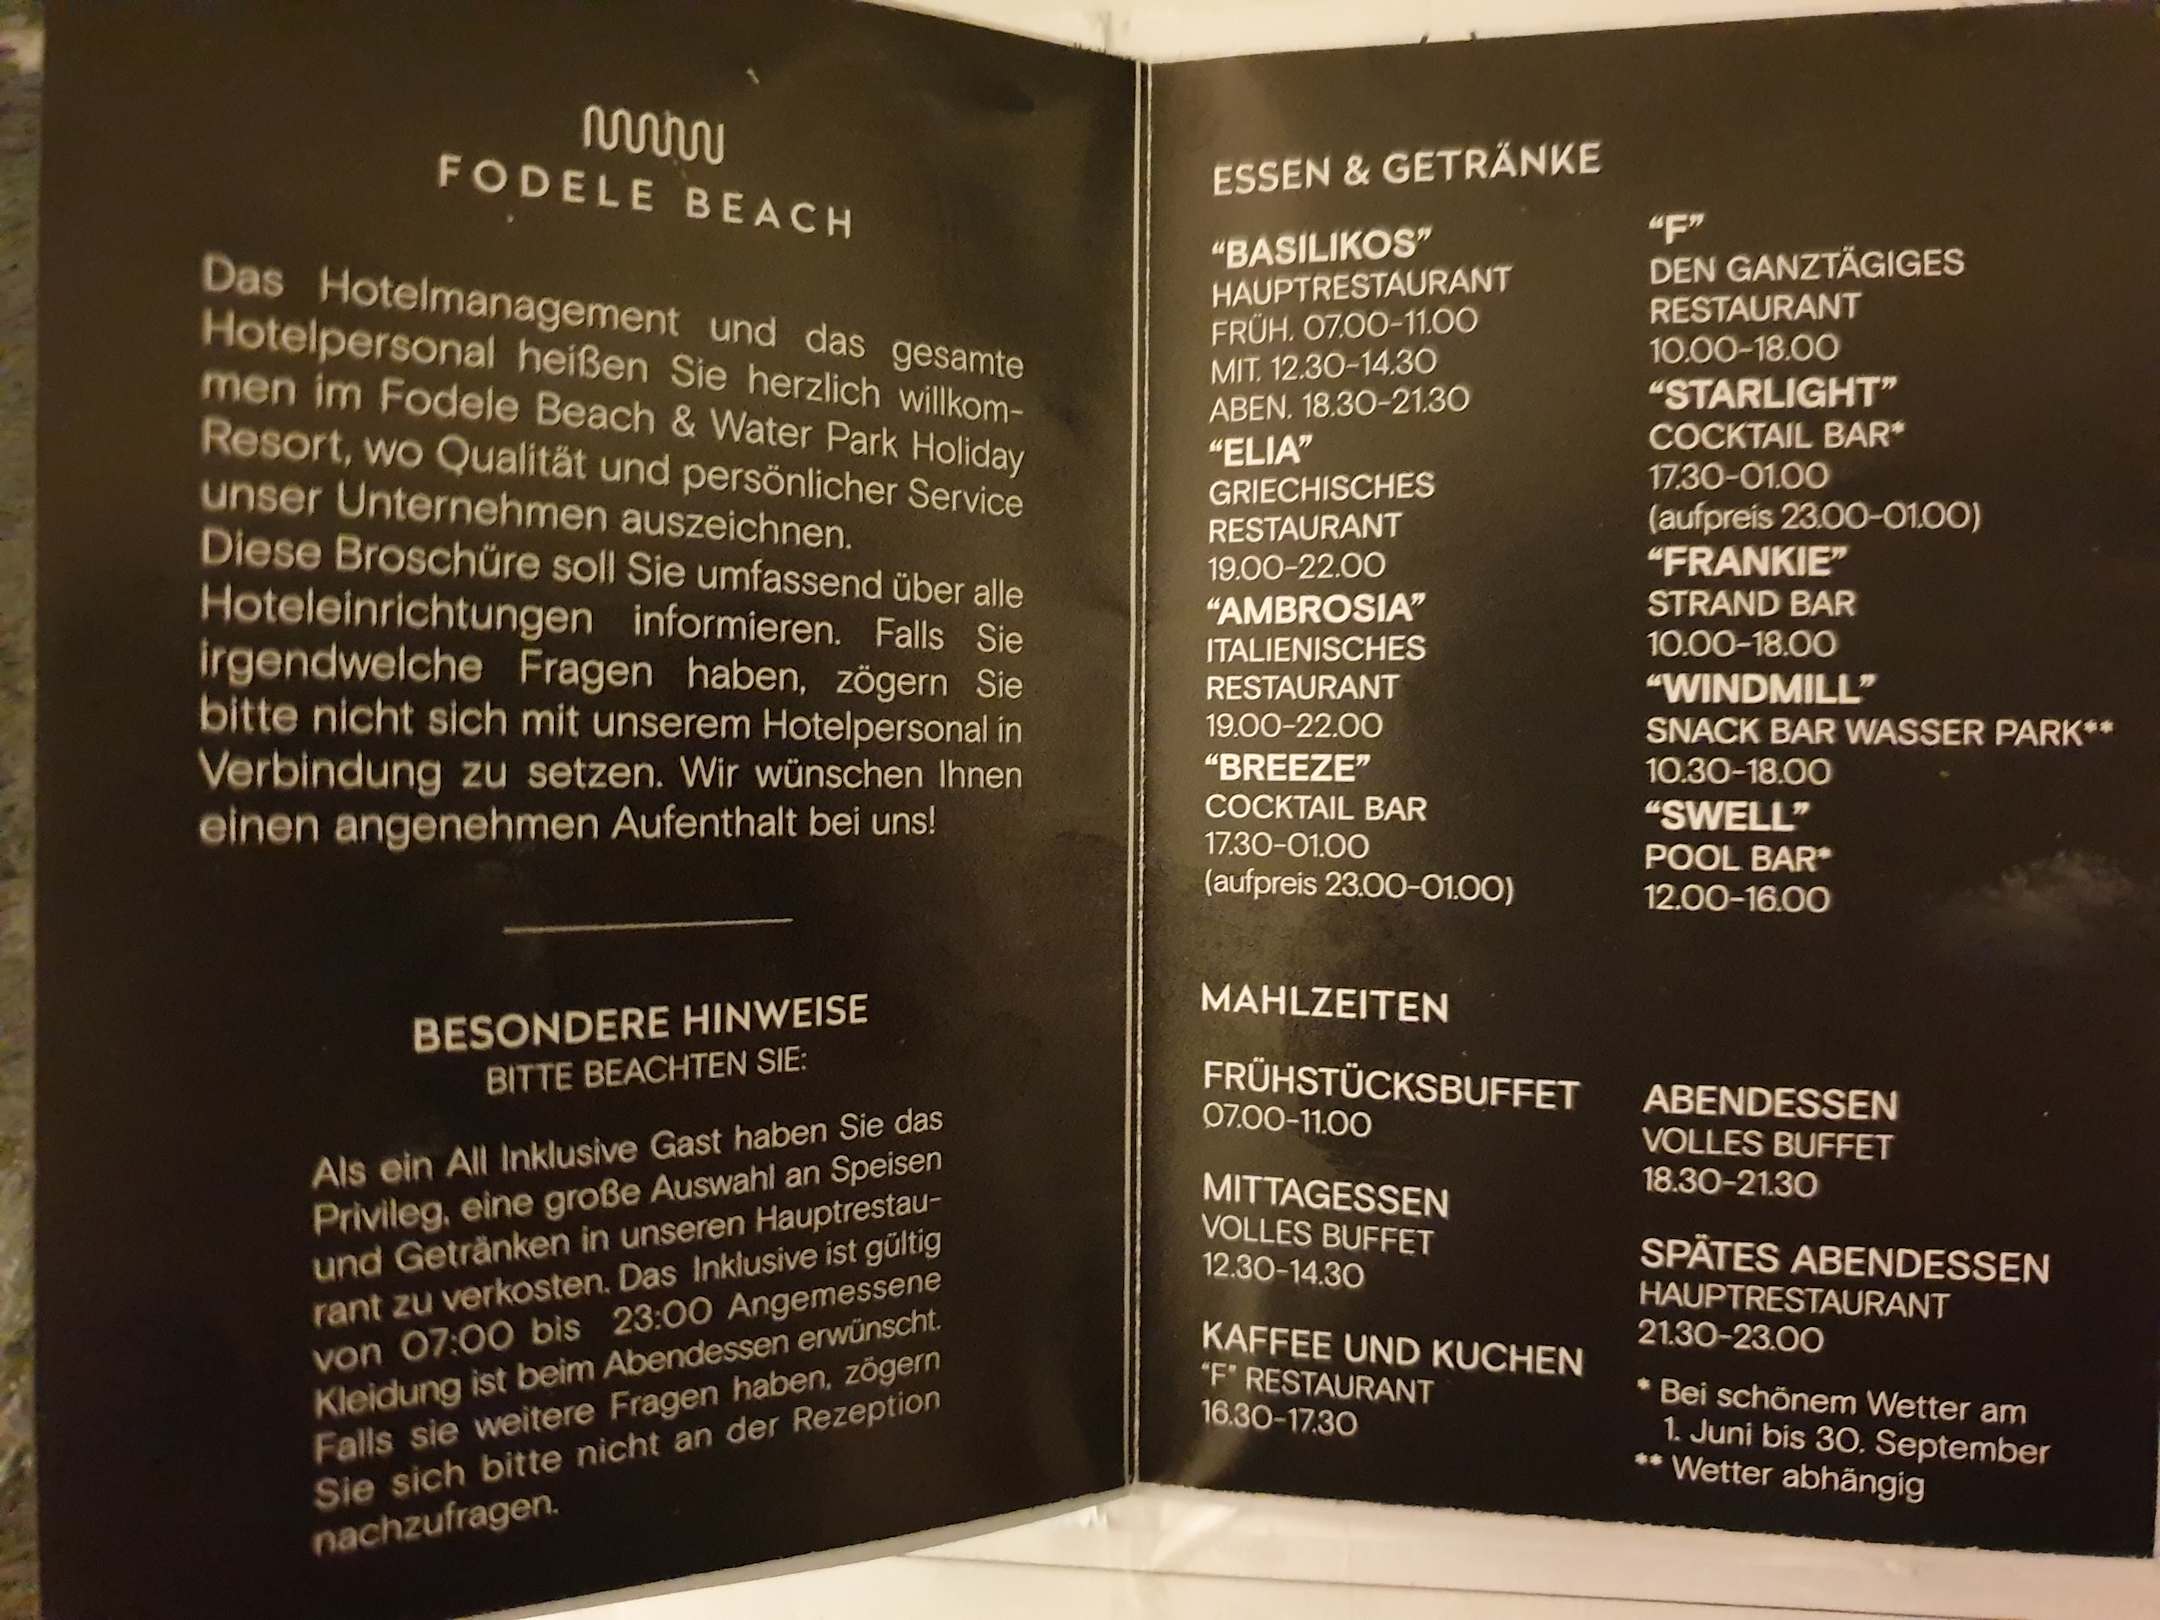 FODELE BEACH
Das Hotelmanagement und das gesamte
Hotelpersonal heißen Sie herzlich willkom-
men im Fodele Beach & Water Park Holiday
Resort, wo Qualität und persönlicher Service
unser Unternehmen auszeichnen.
Diese Broschüre soll Sie umfassend über alle
Hoteleinrichtungen informieren. Falls Sie
irgendwelche Fragen haben, zögern Sie
bitte nicht sich mit unserem Hotelpersonal in
Verbindung zu setzen. Wir wünschen Ihnen
einen angenehmen Aufenthalt bei uns!
BESONDERE HINWEISE
BITTE BEACHTEN SIE:
Als ein All Inklusive Gast haben Sie das
Privileg, eine große Auswahl an Speisen
und Getränken in unseren Hauptrestau-
rant zu verkosten. Das Inklusive ist gültig
von 07:00 bis 23:00 Angemessene
Kleidung ist beim Abendessen erwünscht.
Falls sie weitere Fragen haben, zögern
Sie sich bitte nicht an der Rezeption
nachzufragen.
ESSEN & GETRÄNKE
“BASILIKOS”
HAUPTRESTAURANT
FRÜH. 07.00-11.00
MIT. 12.30-14.30
ABEN. 18.30-21.30
“ELIA”
GRIECHISCHES
RESTAURANT
19.00-22.00
“AMBROSIA”
ITALIENISCHES
RESTAURANT
19.00-22.00
“BREEZE”
COCKTAIL BAR
17.30-01.00
(aufpreis 23.00-01.00)
“F”
DEN GANZTÄGIGES
RESTAURANT
10.00-18.00
“STARLIGHT”
COCKTAIL BAR*
17.30-01.00
(aufpreis 23.00-01.00)
“FRANKIE”
STRAND BAR
10.00-18.00
“WINDMILL”
SNACK BAR WASSER PARK**
10.30-18.00
“SWELL”
POOL BAR*
12.00-16.00
MAHLZEITEN
FRÜHSTÜCKSBUFFET
07.00-11.00
MITTAGESSEN
VOLLES BUFFET
12.30-14.30
KAFFEE UND KUCHEN
“F” RESTAURANT
16.30-17.30
ABENDESSEN
VOLLES BUFFET
18.30-21.30
SPÄTES ABENDESSEN
HAUPTRESTAURANT
21.30-23.00
* Bei schönem Wetter am
1. Juni bis 30. September
** Wetter abhängig